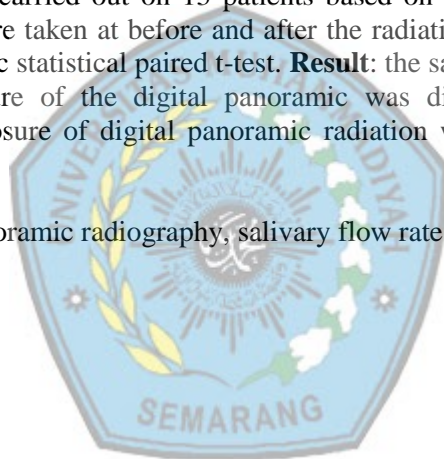 carried out on 15 patients based on
re taken at before and after the radiati
c statistical paired t-test. Result: the sa
ure of the digital panoramic was di
osure of digital panoramic radiation w
oramic radiography, salivary flow rate
SEMARANG